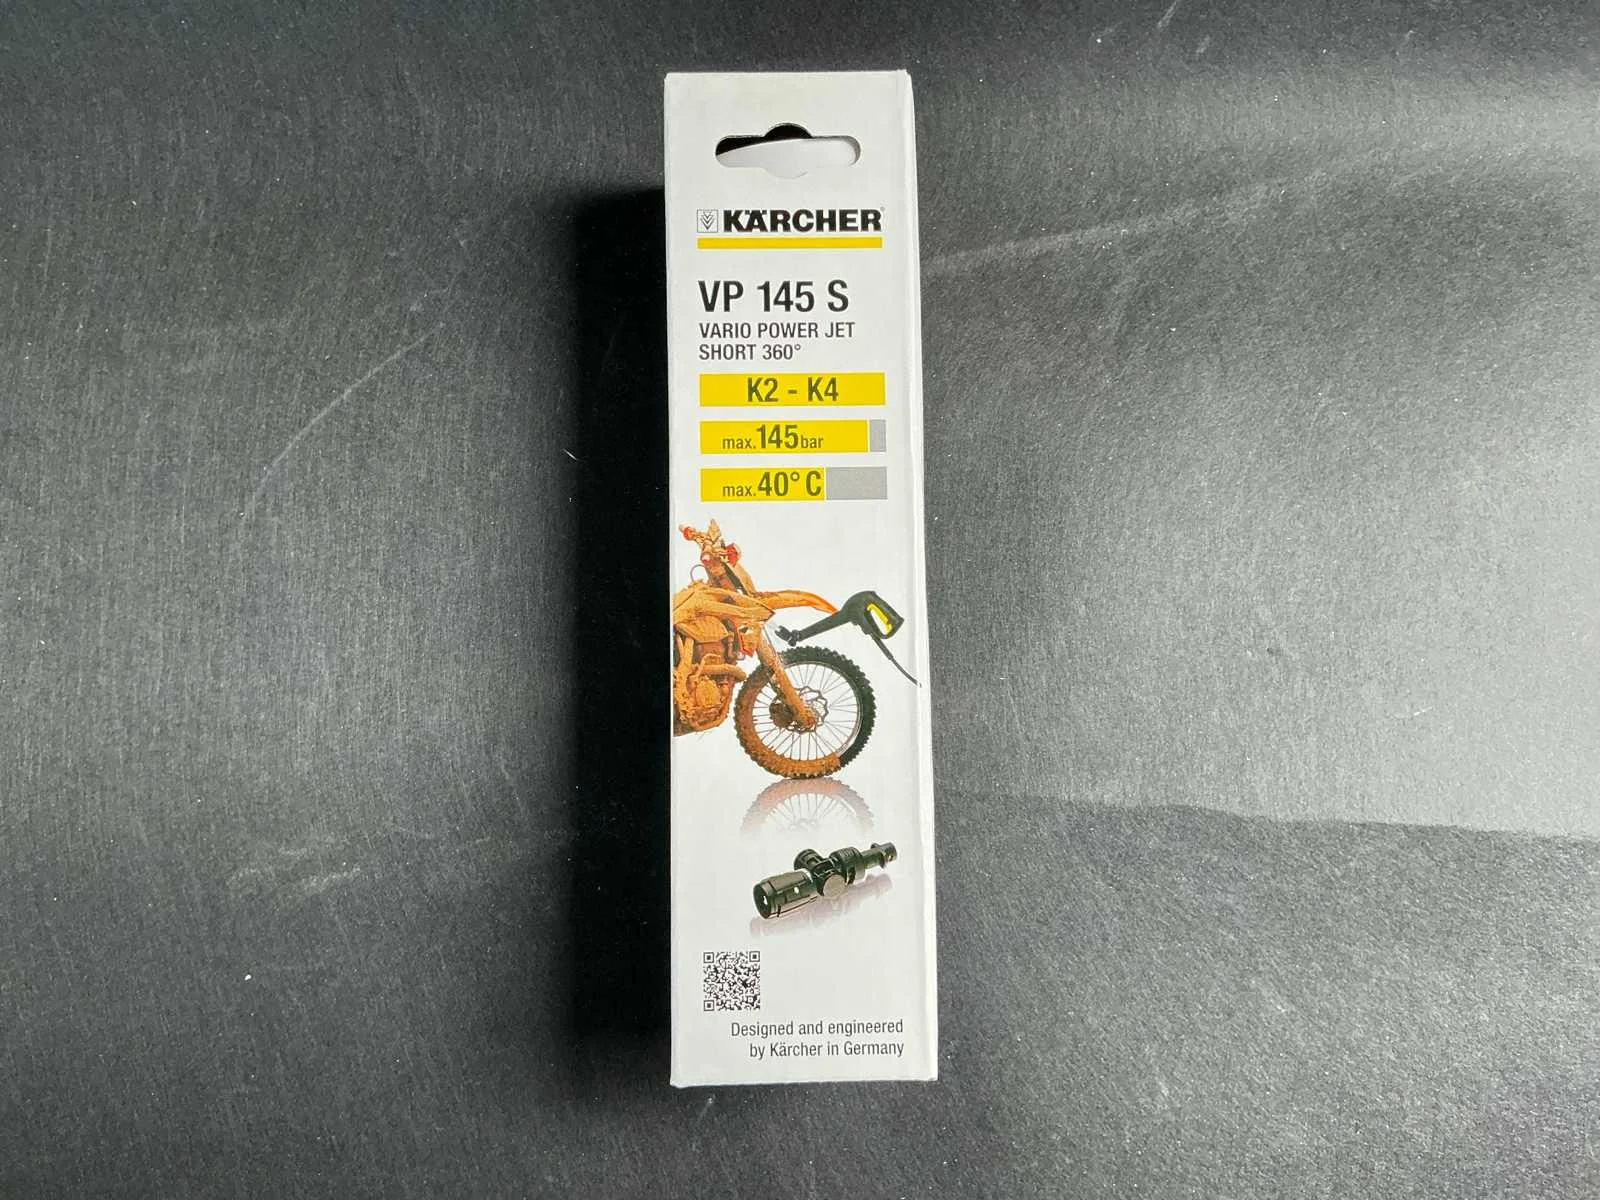 KÄRCHER
VP 145 S
VARIO POWER JET
SHORT 360°
K2 - K4
max.145bar
max.40° C
Designed and engineered
by Kärcher in Germany